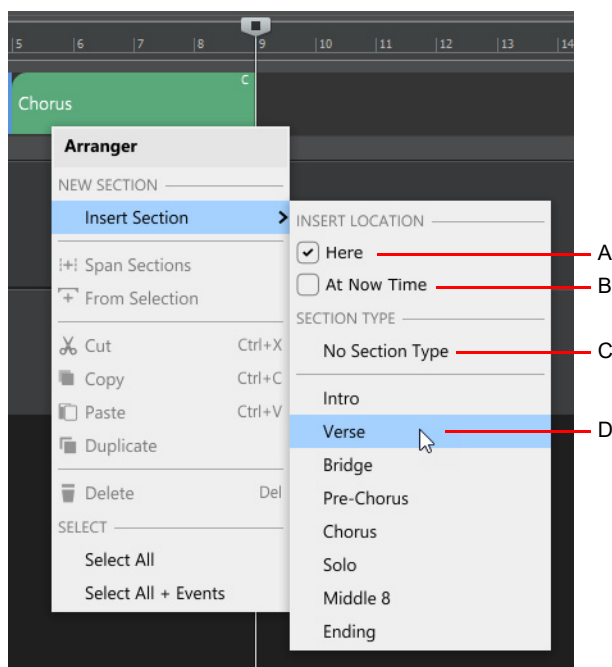 5 6 7 8 9 10 11 12 13 14
C
Chorus
Arranger
NEW SECTION
Insert Section
Span Sections
From Selection
Cut Ctrl+X
Copy Ctrl+C
Paste Ctrl+V
Duplicate
Delete Del
SELECT
Select All
Select All + Events
INSERT LOCATION
Here A
At Now Time B
SECTION TYPE
No Section Type C
Intro
Verse D
Bridge
Pre-Chorus
Chorus
Solo
Middle 8
Ending